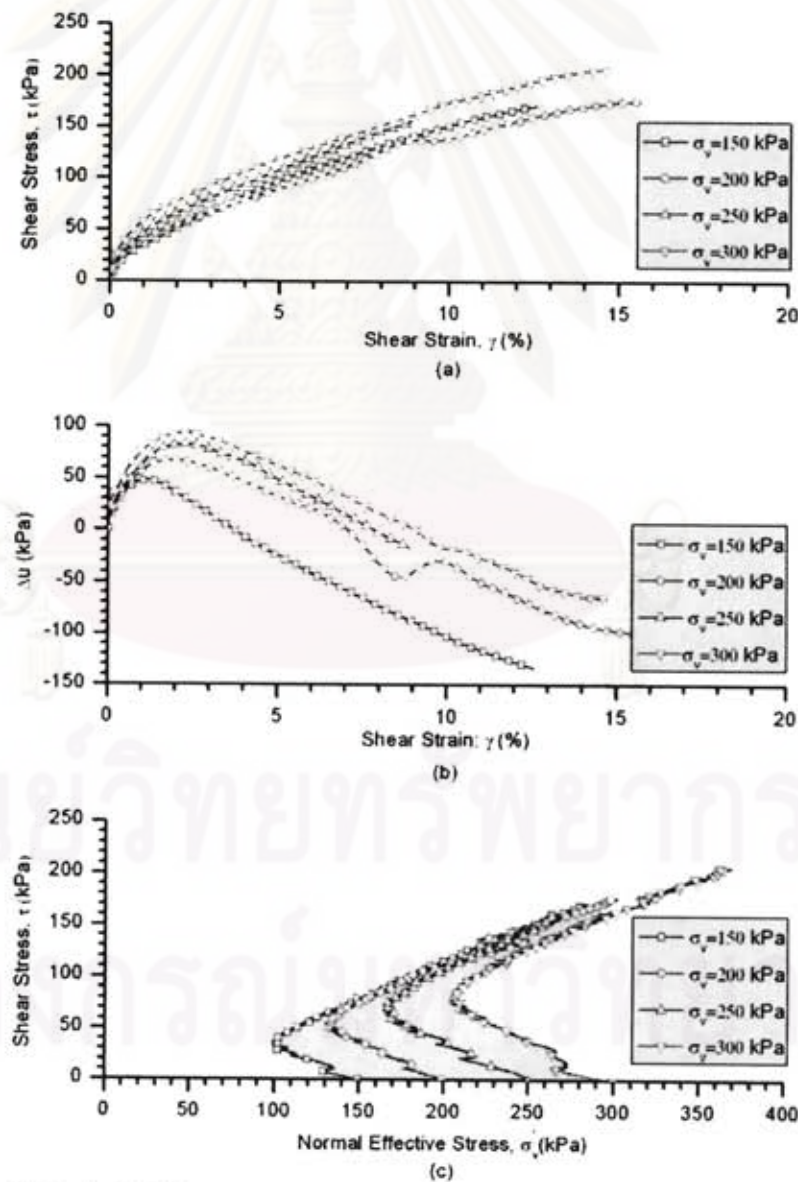 250
200
150
100
50
0
Shear Stress, τ (kPa)
σv=150 kPa
σv=200 kPa
σv=250 kPa
σv=300 kPa
0 5 10 15 20
Shear Strain, γ (%)
(a)
100
50
0
-50
-100
-150
Δu (kPa)
σv=150 kPa
σv=200 kPa
σv=250 kPa
σv=300 kPa
0 5 10 15 20
Shear Strain: γ (%)
(b)
250
200
150
100
50
0
Shear Stress, τ (kPa)
σv=150 kPa
σv=200 kPa
σv=250 kPa
σv=300 kPa
0 50 100 150 200 250 300 350 400
Normal Effective Stress, σ'v(kPa)
(c)